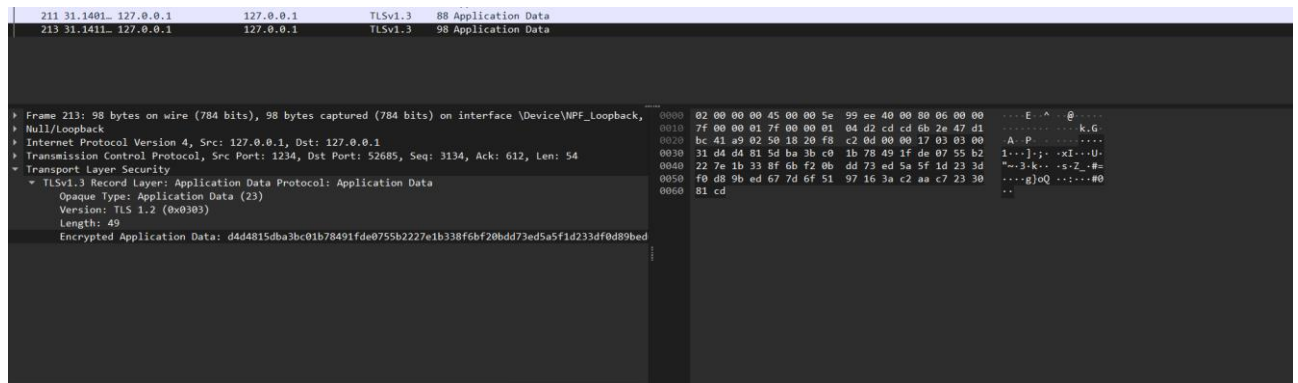 211 31.1401… 127.0.0.1 127.0.0.1 TLSv1.3 88 Application Data
213 31.1411… 127.0.0.1 127.0.0.1 TLSv1.3 98 Application Data
Frame 213: 98 bytes on wire (784 bits), 98 bytes captured (784 bits) on interface \Device\NPF_Loopback,
Null/Loopback
Internet Protocol Version 4, Src: 127.0.0.1, Dst: 127.0.0.1
Transmission Control Protocol, Src Port: 1234, Dst Port: 52685, Seq: 3134, Ack: 612, Len: 54
Transport Layer Security
TLSv1.3 Record Layer: Application Data Protocol: Application Data
Opaque Type: Application Data (23)
Version: TLS 1.2 (0x0303)
Length: 49
Encrypted Application Data: d4d4815dba3bc01b78491fde0755b2227e1b338f6bf20bdd73ed5a5f1d233df0d89bed
0000 02 00 00 00 45 00 00 5e 99 ee 40 00 80 06 00 00 ····E··^ ··@·····
0010 7f 00 00 01 7f 00 00 01 04 d2 cd cd 6b 2e 47 d1 ········ ····k.G·
0020 bc 41 a9 02 50 18 20 f8 c2 0d 00 00 17 03 03 00 ·A··P· · ········
0030 31 d4 d4 81 5d ba 3b c0 1b 78 49 1f de 07 55 b2 1···]·;· ·xI···U·
0040 22 7e 1b 33 8f 6b f2 0b dd 73 ed 5a 5f 1d 23 3d "~·3·k·· ·s·Z_·#=
0050 f0 d8 9b ed 67 7d 6f 51 97 16 3a c2 aa c7 23 30 ····g}oQ ··:···#0
0060 81 cd ··